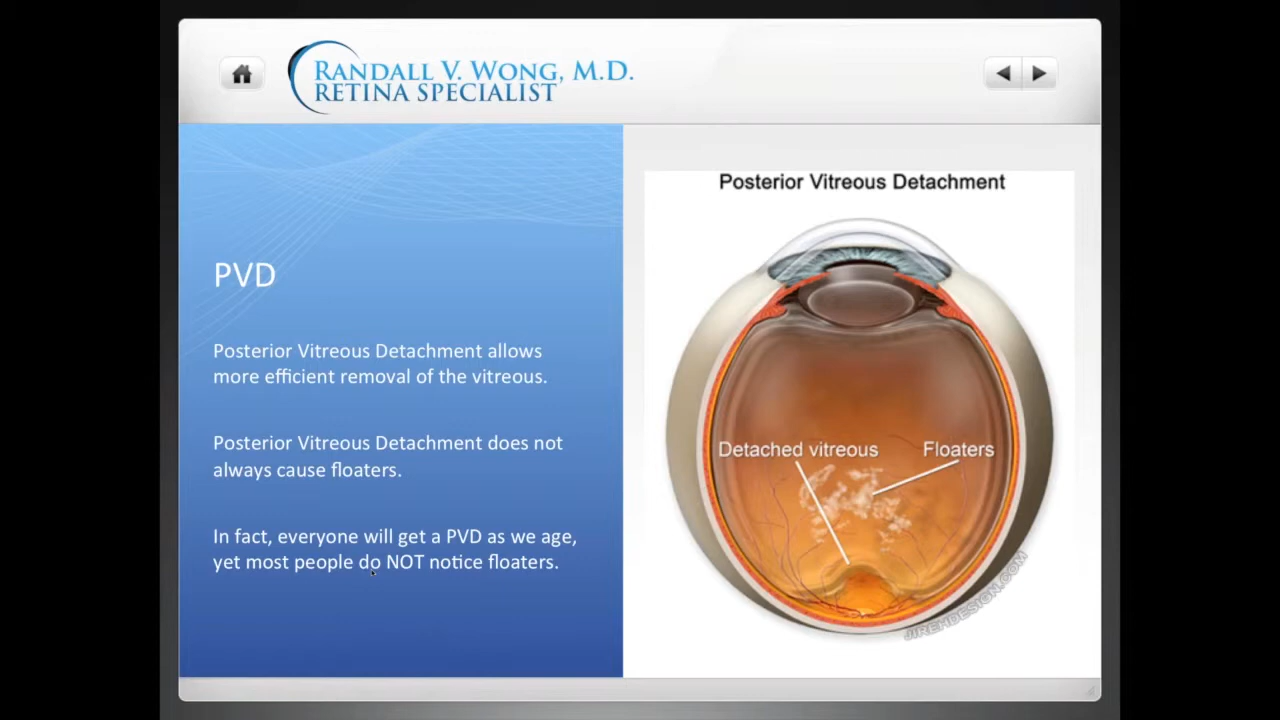 RANDALL V. WONG, M.D.
RETINA SPECIALIST
PVD
Posterior Vitreous Detachment allows
more efficient removal of the vitreous.
Posterior Vitreous Detachment does not
always cause floaters.
In fact, everyone will get a PVD as we age,
yet most people do NOT notice floaters.
Posterior Vitreous Detachment
Detached vitreous
Floaters
JIREHDESIGN.COM